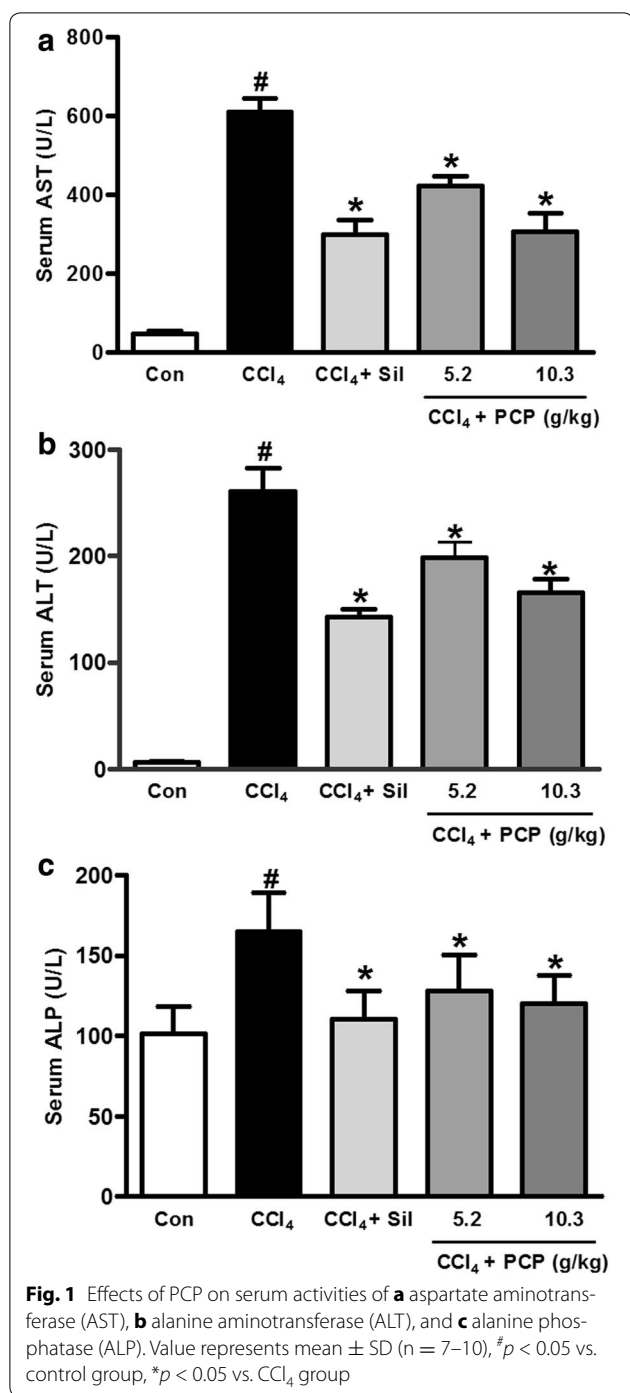 a
800
600
400
200
0
Serum AST (U/L)
#
*
*
*
Con CCl₄ CCl₄+ Sil 5.2 10.3
CCl₄ + PCP (g/kg)
b
300
200
100
0
Serum ALT (U/L)
#
*
*
*
Con CCl₄ CCl₄+ Sil 5.2 10.3
CCl₄ + PCP (g/kg)
c
200
150
100
50
0
Serum ALP (U/L)
#
*
*
*
Con CCl₄ CCl₄+ Sil 5.2 10.3
CCl₄ + PCP (g/kg)
Fig. 1 Effects of PCP on serum activities of a aspartate aminotrans-
ferase (AST), b alanine aminotransferase (ALT), and c alanine phos-
phatase (ALP). Value represents mean ± SD (n = 7–10), #p < 0.05 vs.
control group, *p < 0.05 vs. CCl₄ group